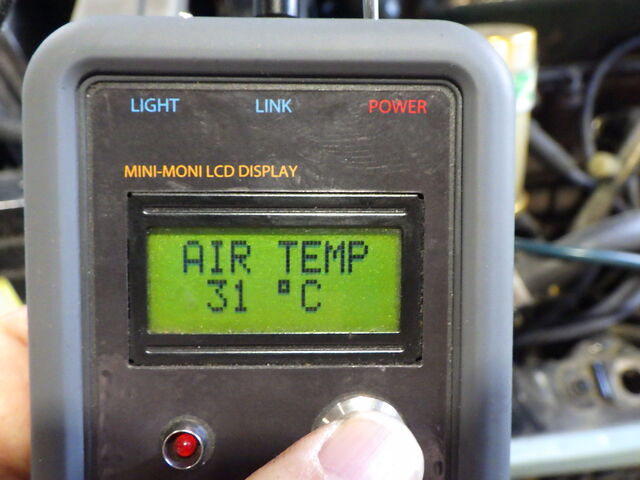 LIGHT LINK POWER
MINI-MONI LCD DISPLAY
AIR TEMP
31 °C